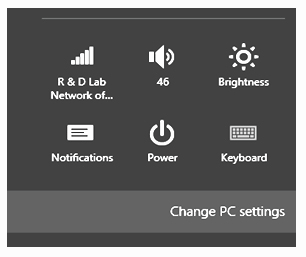 R & D Lab
Network of...
46
Brightness
Notifications
Power
Keyboard
Change PC settings